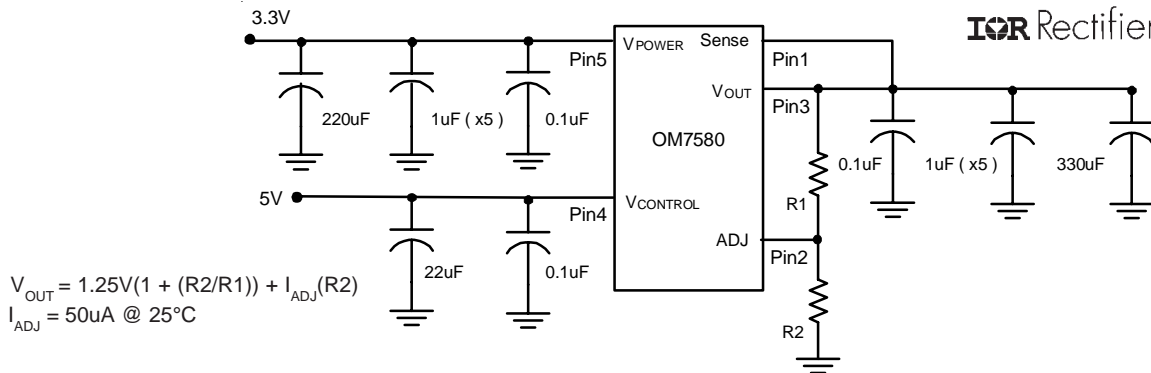 3.3V
IOR Rectifier
VPOWER
Sense
Pin5
Pin1
VOUT
Pin3
220uF
1uF ( x5 )
0.1uF
OM7580
0.1uF
1uF ( x5 )
330uF
5V
VCONTROL
R1
Pin4
ADJ
Pin2
22uF
0.1uF
VOUT = 1.25V(1 + (R2/R1)) + IADJ(R2)
IADJ = 50uA @ 25°C
R2